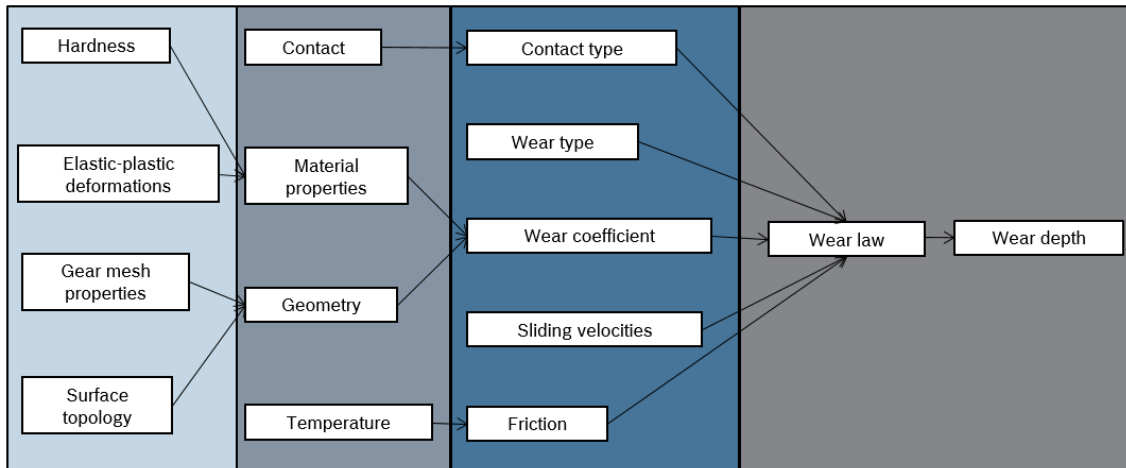 Hardness
Elastic-plastic
deformations
Gear mesh
properties
Surface
topology
Contact
Material
properties
Geometry
Temperature
Contact type
Wear type
Wear coefficient
Sliding velocities
Friction
Wear law
Wear depth